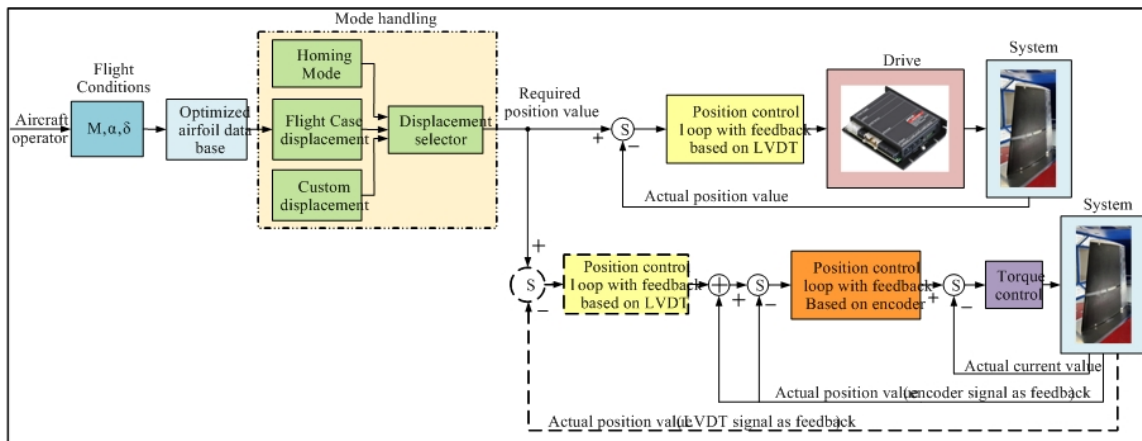 Mode handling
Flight
Conditions
Aircraft
operator
M,α,δ
Optimized
airfoil data
base
Homing
Mode
Flight Case
displacement
Custom
displacement
Displacement
selector
Required
position value
+
S
−
Position control
loop with feedback
based on LVDT
Drive
System
Actual position value
+
S
−
Position control
loop with feedback
based on LVDT
+
S
−
Position control
loop with feedback
Based on encoder
+
S
−
Torque
control
System
Actual current value
Actual position value (encoder signal as feedback)
Actual position value (LVDT signal as feedback)